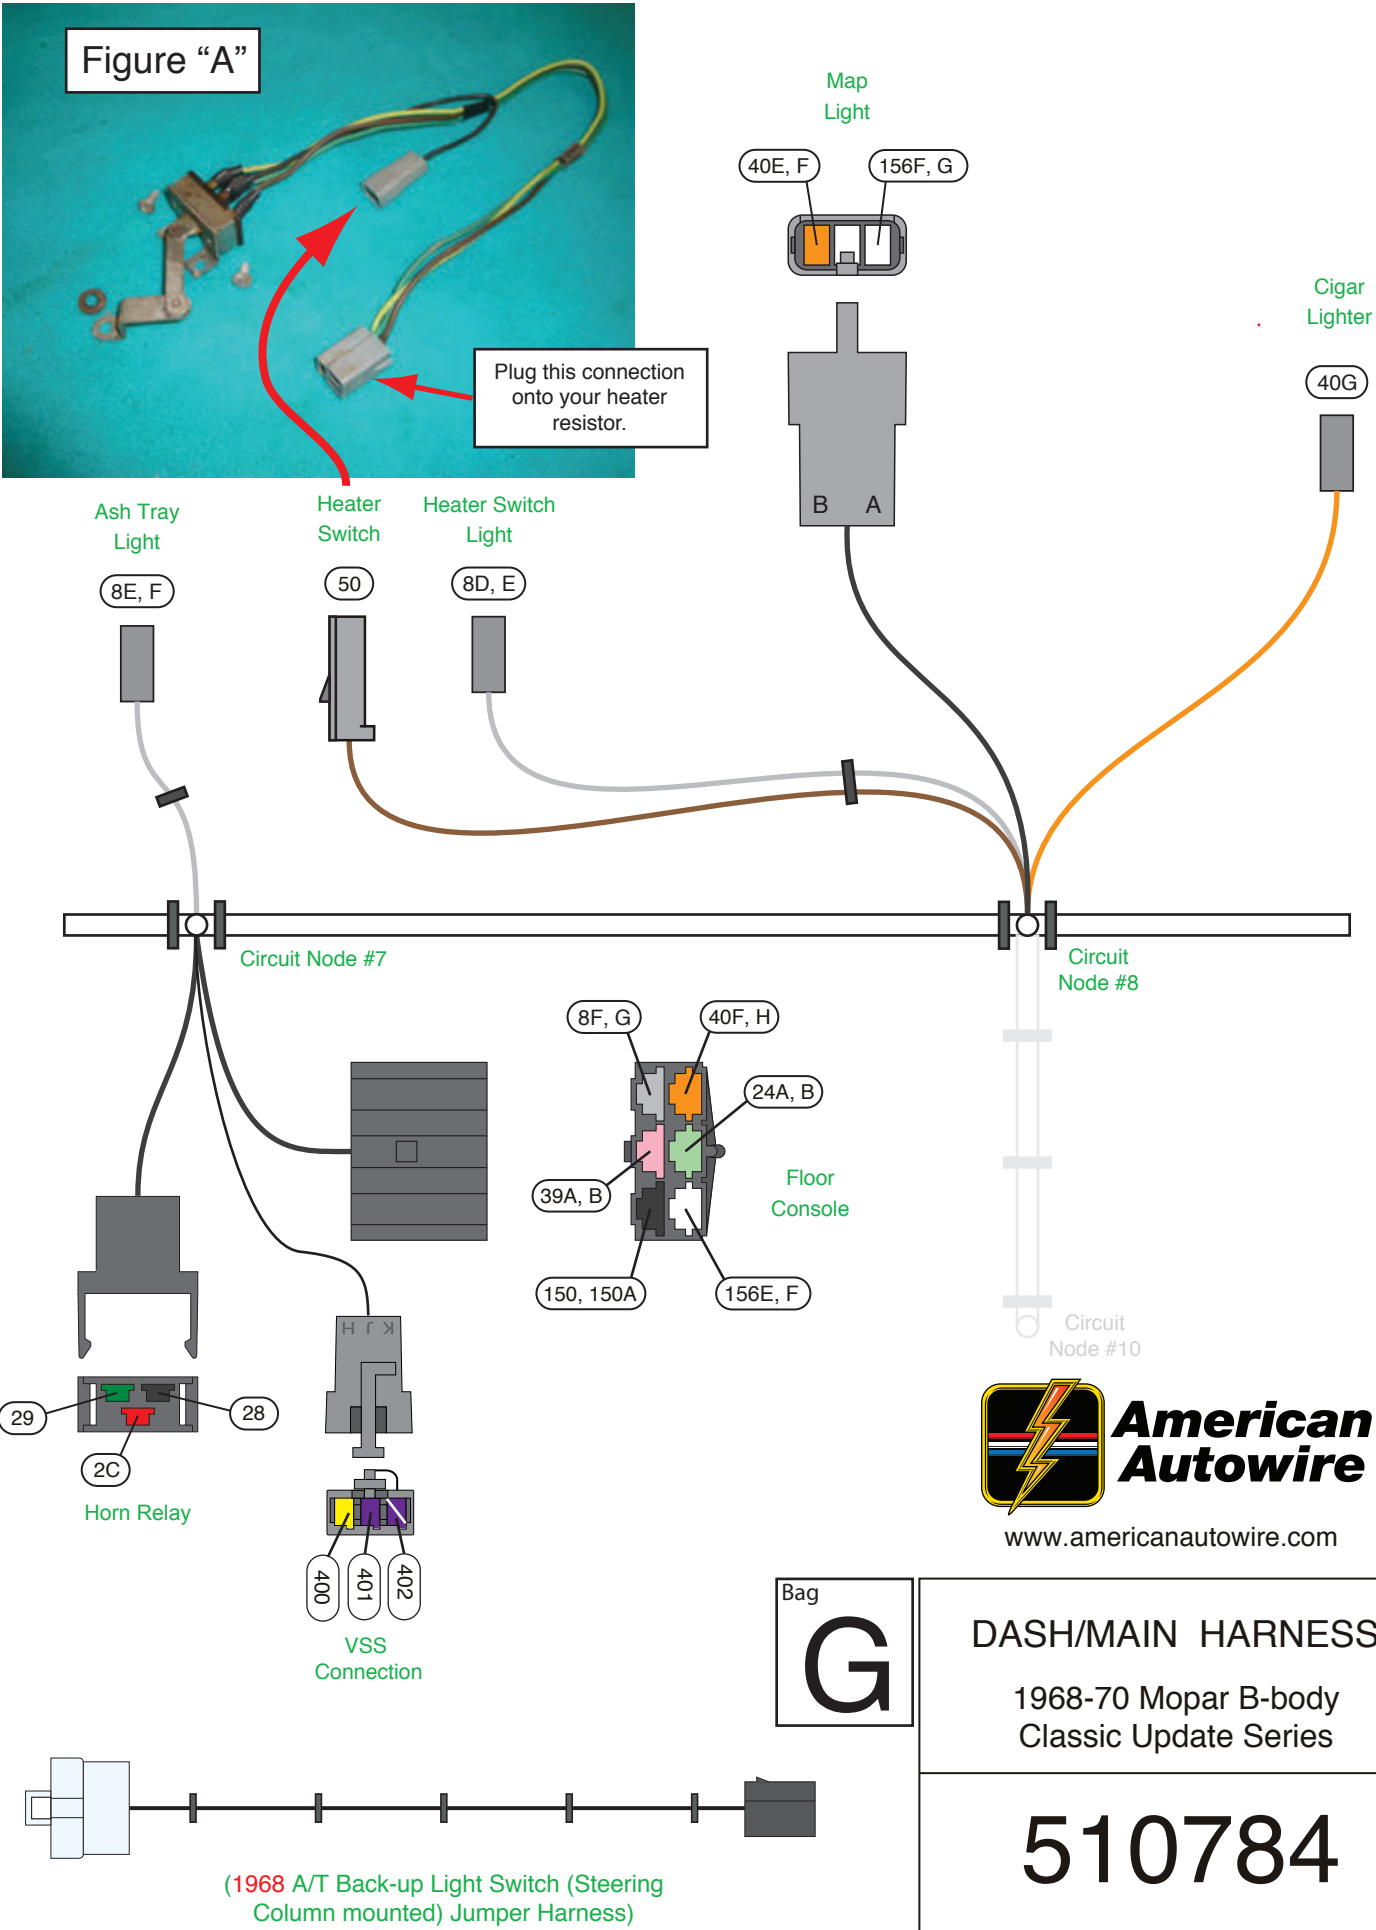 Figure “A”
Map
Light
40E, F
156F, G
Cigar
Lighter
40G
Plug this connection
onto your heater
resistor.
B A
Ash Tray
Light
8E, F
Heater
Switch
50
Heater Switch
Light
8D, E
Circuit Node #7
Circuit
Node #8
8F, G
40F, H
24A, B
39A, B
Floor
Console
150, 150A
156E, F
Circuit
Node #10
H J K
29
28
2C
Horn Relay
400
401
402
VSS
Connection
American
Autowire
www.americanautowire.com
Bag
G
DASH/MAIN HARNESS
1968-70 Mopar B-body
Classic Update Series
510784
(1968 A/T Back-up Light Switch (Steering
Column mounted) Jumper Harness)